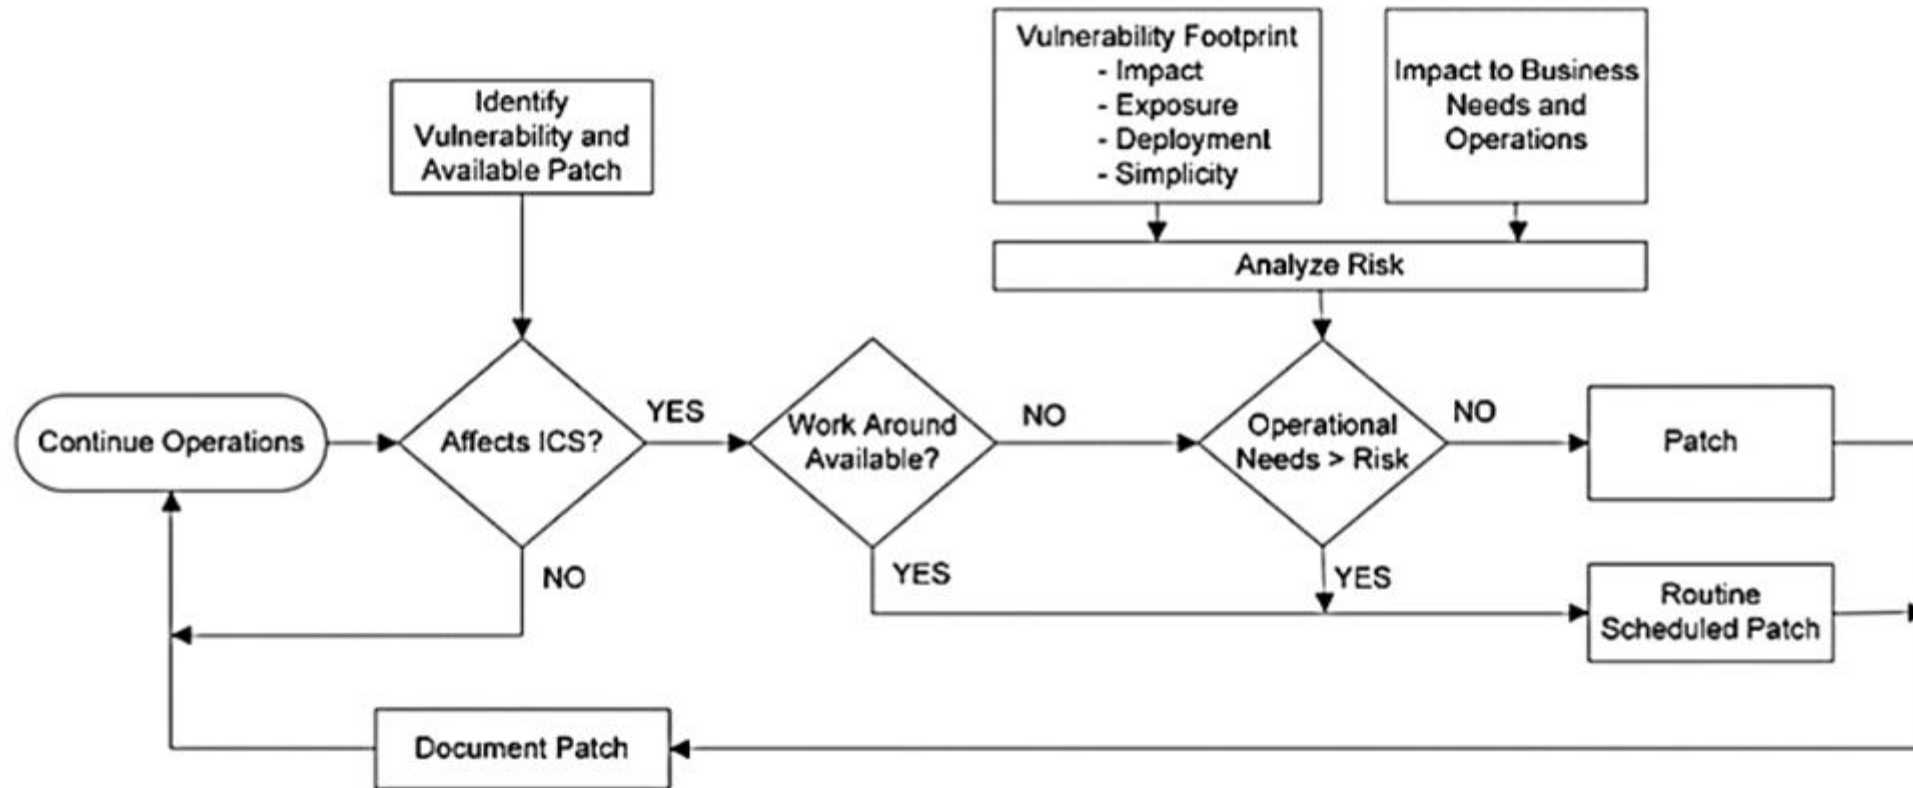 Vulnerability Footprint
- Impact
- Exposure
- Deployment
- Simplicity
Impact to Business
Needs and
Operations
Identify
Vulnerability and
Available Patch
Analyze Risk
Continue Operations
Affects ICS?
YES
NO
Work Around
Available?
NO
YES
Operational
Needs > Risk
NO
YES
Patch
Routine
Scheduled Patch
Document Patch